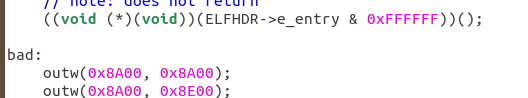 // note: does not return
((void (*)(void))(ELFHDR->e_entry & 0xFFFFFF))();
bad:
outw(0x8A00, 0x8A00);
outw(0x8A00, 0x8E00);